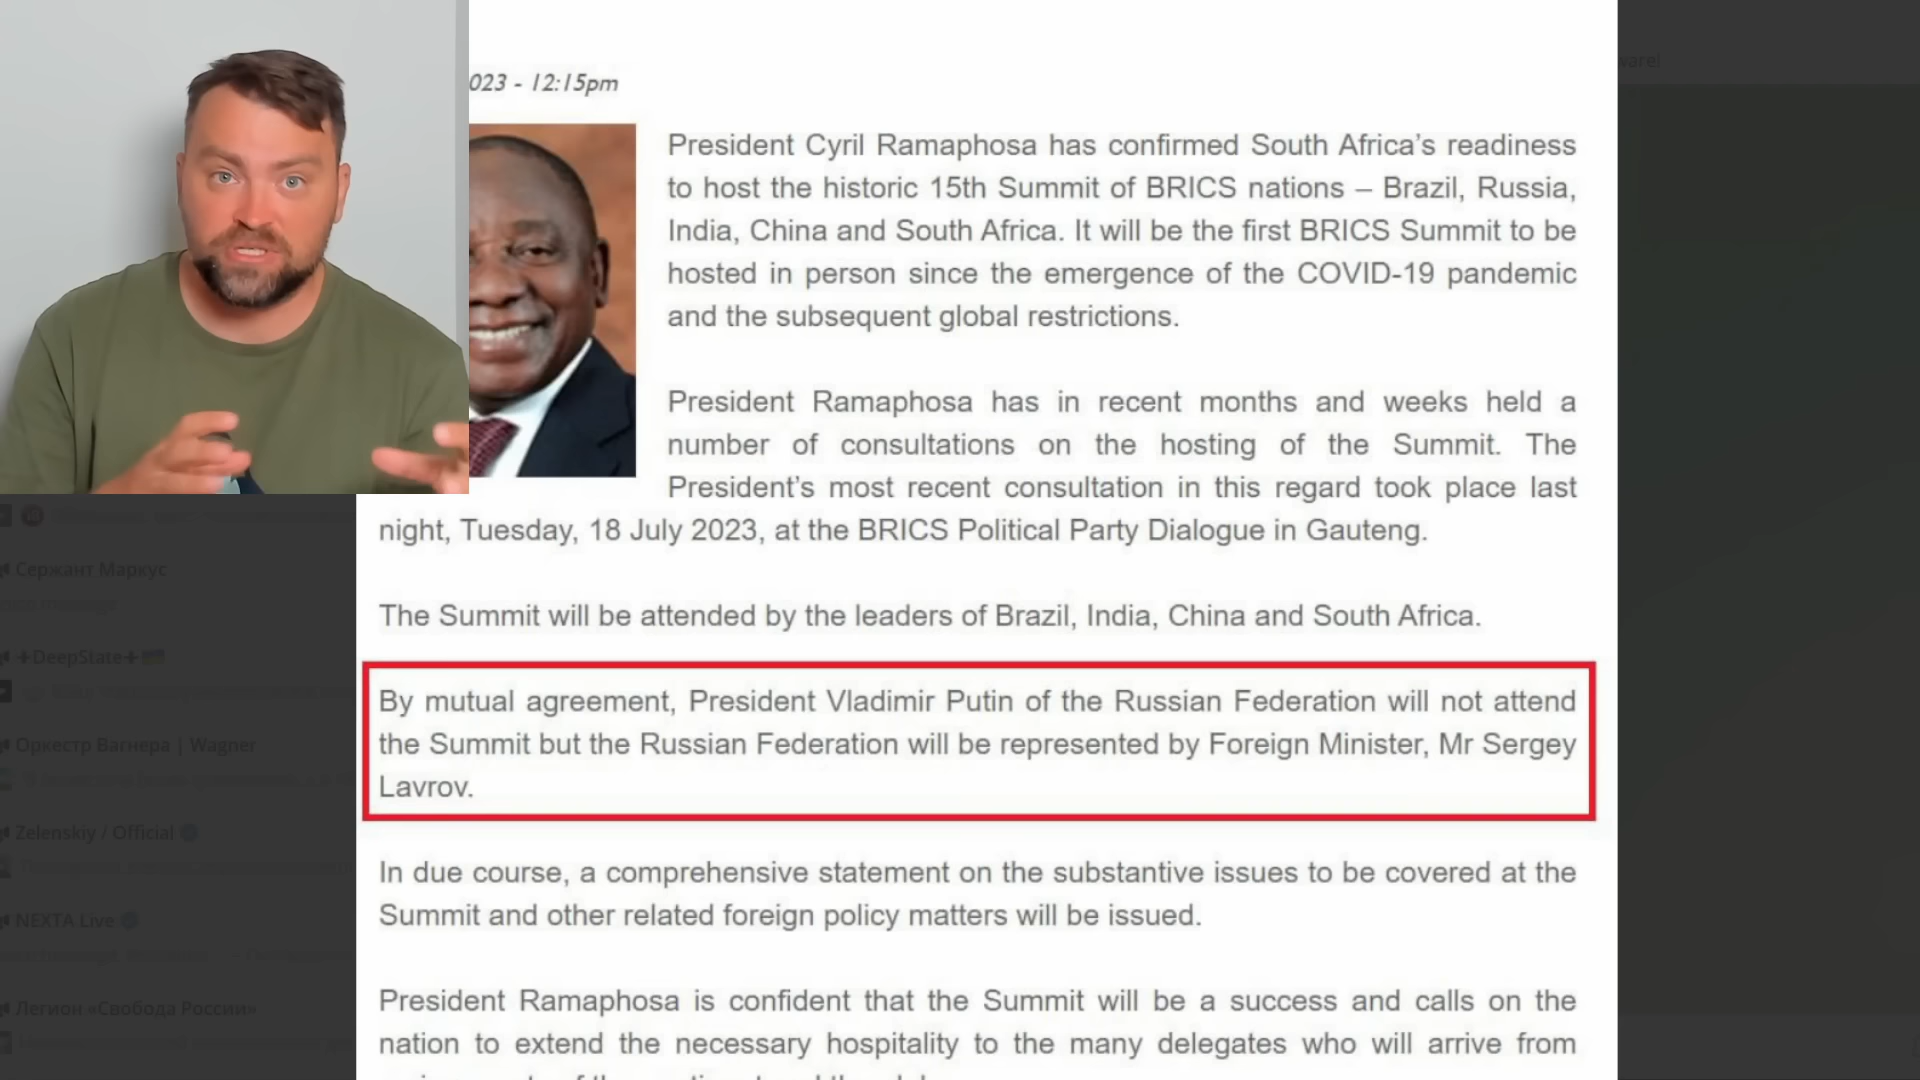 023 - 12:15pm
President Cyril Ramaphosa has confirmed South Africa’s readiness
to host the historic 15th Summit of BRICS nations – Brazil, Russia,
India, China and South Africa. It will be the first BRICS Summit to be
hosted in person since the emergence of the COVID-19 pandemic
and the subsequent global restrictions.
President Ramaphosa has in recent months and weeks held a
number of consultations on the hosting of the Summit. The
President’s most recent consultation in this regard took place last
night, Tuesday, 18 July 2023, at the BRICS Political Party Dialogue in Gauteng.
The Summit will be attended by the leaders of Brazil, India, China and South Africa.
By mutual agreement, President Vladimir Putin of the Russian Federation will not attend
the Summit but the Russian Federation will be represented by Foreign Minister, Mr Sergey
Lavrov.
In due course, a comprehensive statement on the substantive issues to be covered at the
Summit and other related foreign policy matters will be issued.
President Ramaphosa is confident that the Summit will be a success and calls on the
nation to extend the necessary hospitality to the many delegates who will arrive from
Сержант Маркус
DeepState
Оркестр Вагнера | Wagner
Zelenskiy / Official
NEXTA Live
Легион «Свобода России»